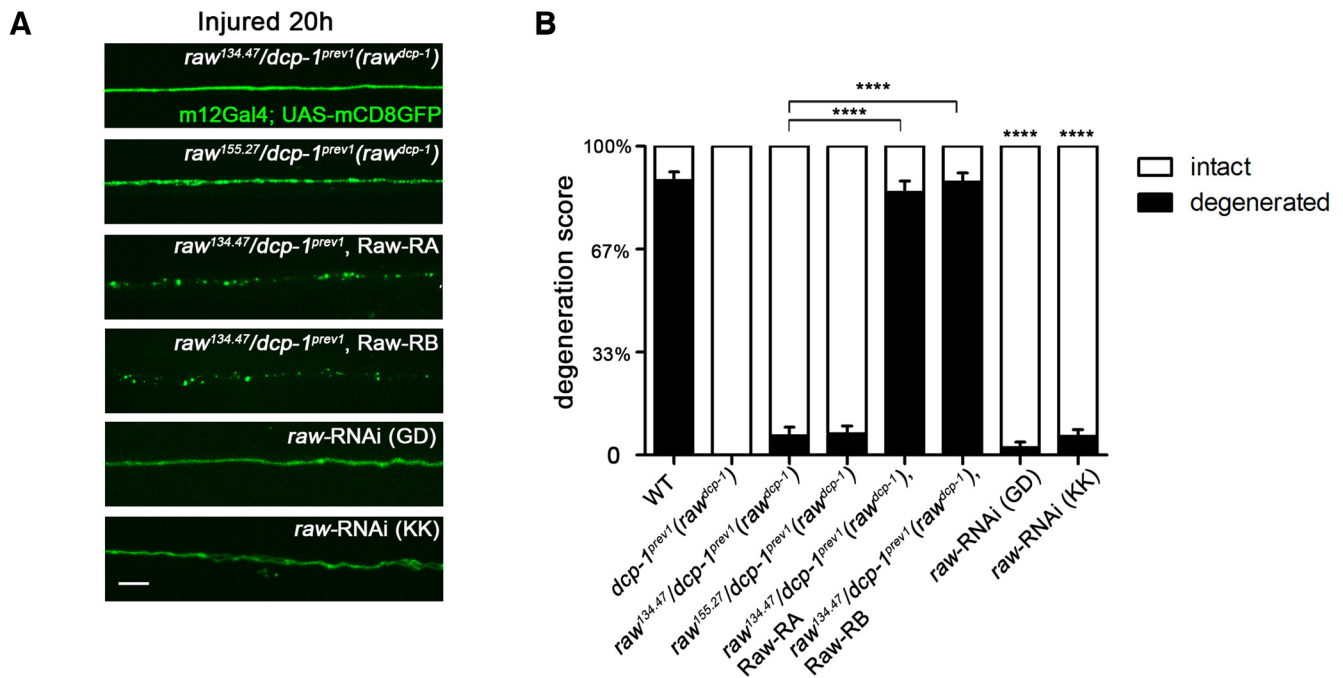 A
Injured 20h
raw134.47/dcp-1prev1(rawdcp-1)
m12Gal4; UAS-mCD8GFP
raw155.27/dcp-1prev1(rawdcp-1)
raw134.47/dcp-1prev1, Raw-RA
raw134.47/dcp-1prev1, Raw-RB
raw-RNAi (GD)
raw-RNAi (KK)
B
degeneration score
100%
67%
33%
0
****
****
****
****
intact
degenerated
WT
dcp-1prev1(rawdcp-1)
raw134.47/dcp-1prev1(rawdcp-1)
raw155.27/dcp-1prev1(rawdcp-1)
raw134.47/dcp-1prev1(rawdcp-1),
Raw-RA
raw134.47/dcp-1prev1(rawdcp-1),
Raw-RB
raw-RNAi (GD)
raw-RNAi (KK)